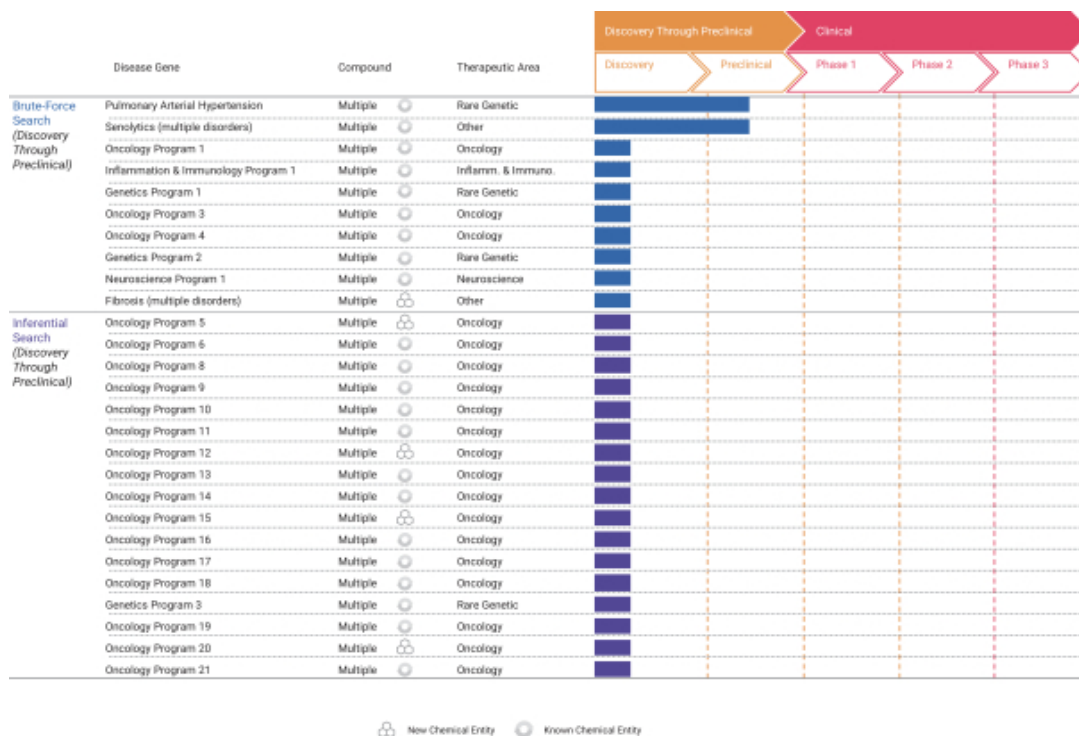 Discovery Through Preclinical Clinical
Disease Gene Compound Therapeutic Area Discovery Preclinical Phase 1 Phase 2 Phase 3
Brute-Force Search (Discovery Through Preclinical)
Pulmonary Arterial Hypertension Multiple Rare Genetic
Senolytics (multiple disorders) Multiple Other
Oncology Program 1 Multiple Oncology
Inflammation & Immunology Program 1 Multiple Inflamm. & Immuno.
Genetics Program 1 Multiple Rare Genetic
Oncology Program 3 Multiple Oncology
Oncology Program 4 Multiple Oncology
Genetics Program 2 Multiple Rare Genetic
Neuroscience Program 1 Multiple Neuroscience
Fibrosis (multiple disorders) Multiple Other
Inferential Search (Discovery Through Preclinical)
Oncology Program 5 Multiple Oncology
Oncology Program 6 Multiple Oncology
Oncology Program 8 Multiple Oncology
Oncology Program 9 Multiple Oncology
Oncology Program 10 Multiple Oncology
Oncology Program 11 Multiple Oncology
Oncology Program 12 Multiple Oncology
Oncology Program 13 Multiple Oncology
Oncology Program 14 Multiple Oncology
Oncology Program 15 Multiple Oncology
Oncology Program 16 Multiple Oncology
Oncology Program 17 Multiple Oncology
Oncology Program 18 Multiple Oncology
Genetics Program 3 Multiple Rare Genetic
Oncology Program 19 Multiple Oncology
Oncology Program 20 Multiple Oncology
Oncology Program 21 Multiple Oncology
New Chemical Entity Known Chemical Entity